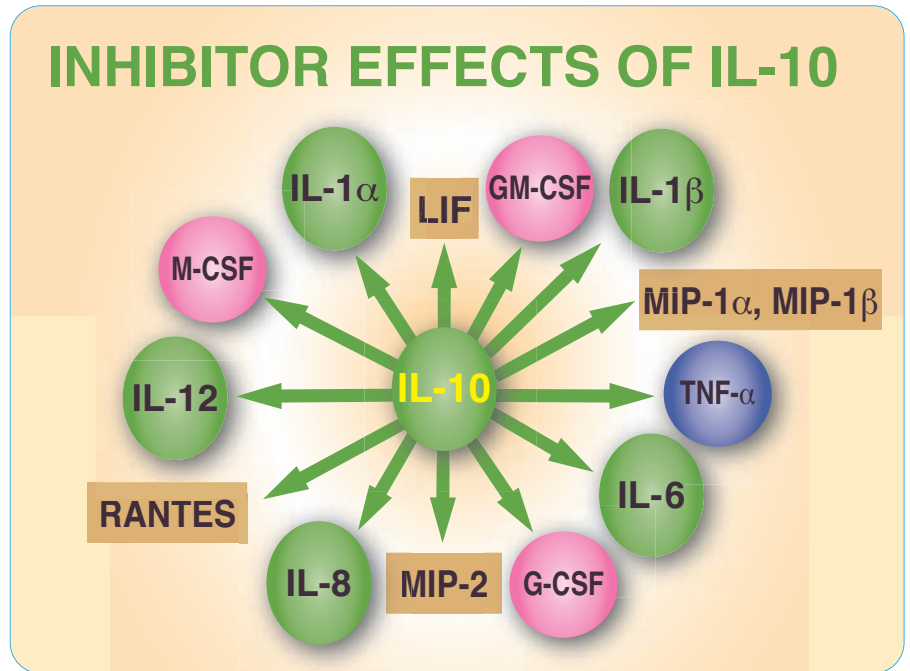 INHIBITOR EFFECTS OF IL-10
IL-1α
LIF
GM-CSF
IL-1β
M-CSF
MiP-1α, MIP-1β
IL-12
IL-10
TNF-α
RANTES
IL-6
IL-8
MIP-2
G-CSF